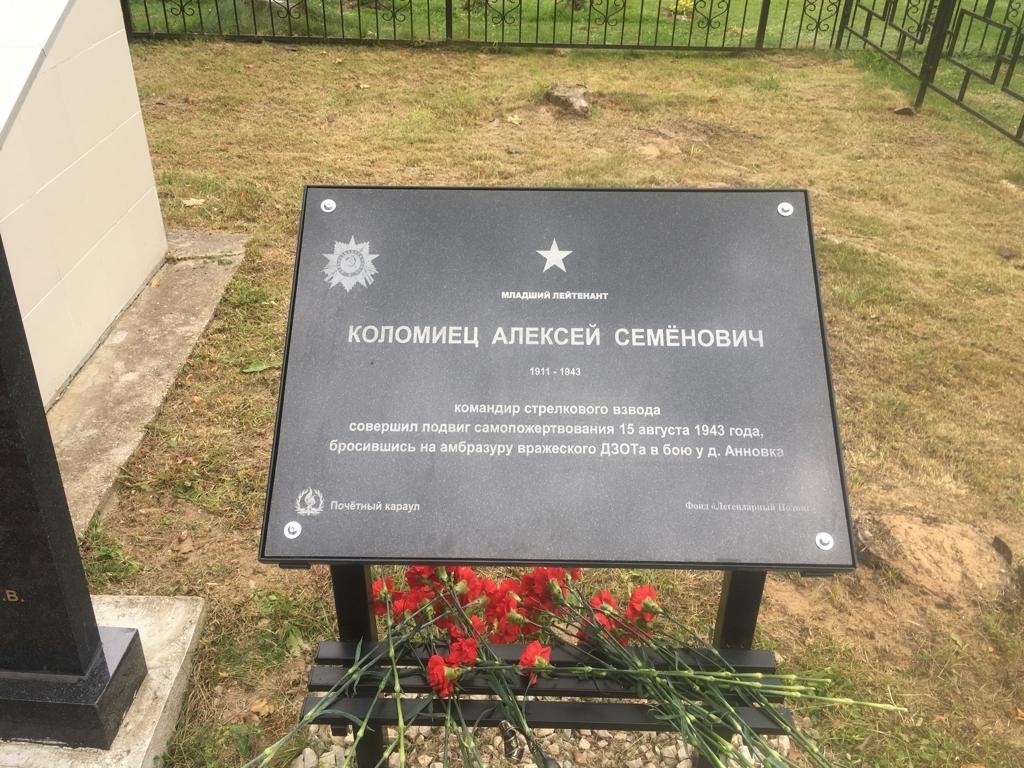 МЛАДШИЙ ЛЕЙТЕНАНТ
КОЛОМИЕЦ АЛЕКСЕЙ СЕМЁНОВИЧ
1911 - 1943
командир стрелкового взвода
совершил подвиг самопожертвования 15 августа 1943 года,
бросившись на амбразуру вражеского ДЗОТа в бою у д. Анновка
Почётный караул
Фонд «Легендарный Подвиг»
.В.